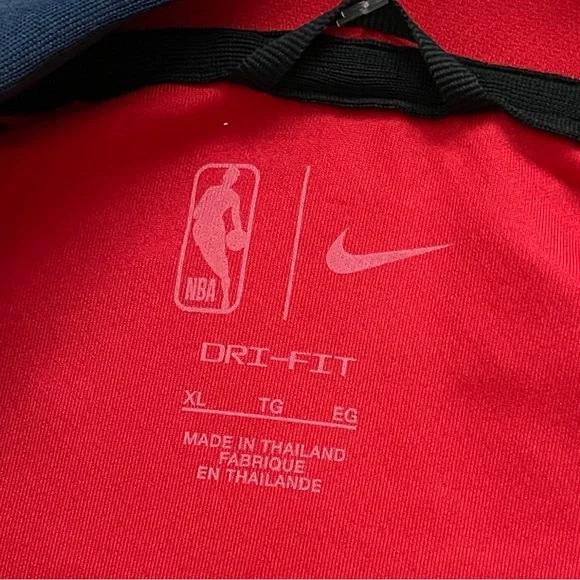 NBA
DRI-FIT
XL TG EG
MADE IN THAILAND
FABRIQUE
EN THAILANDE